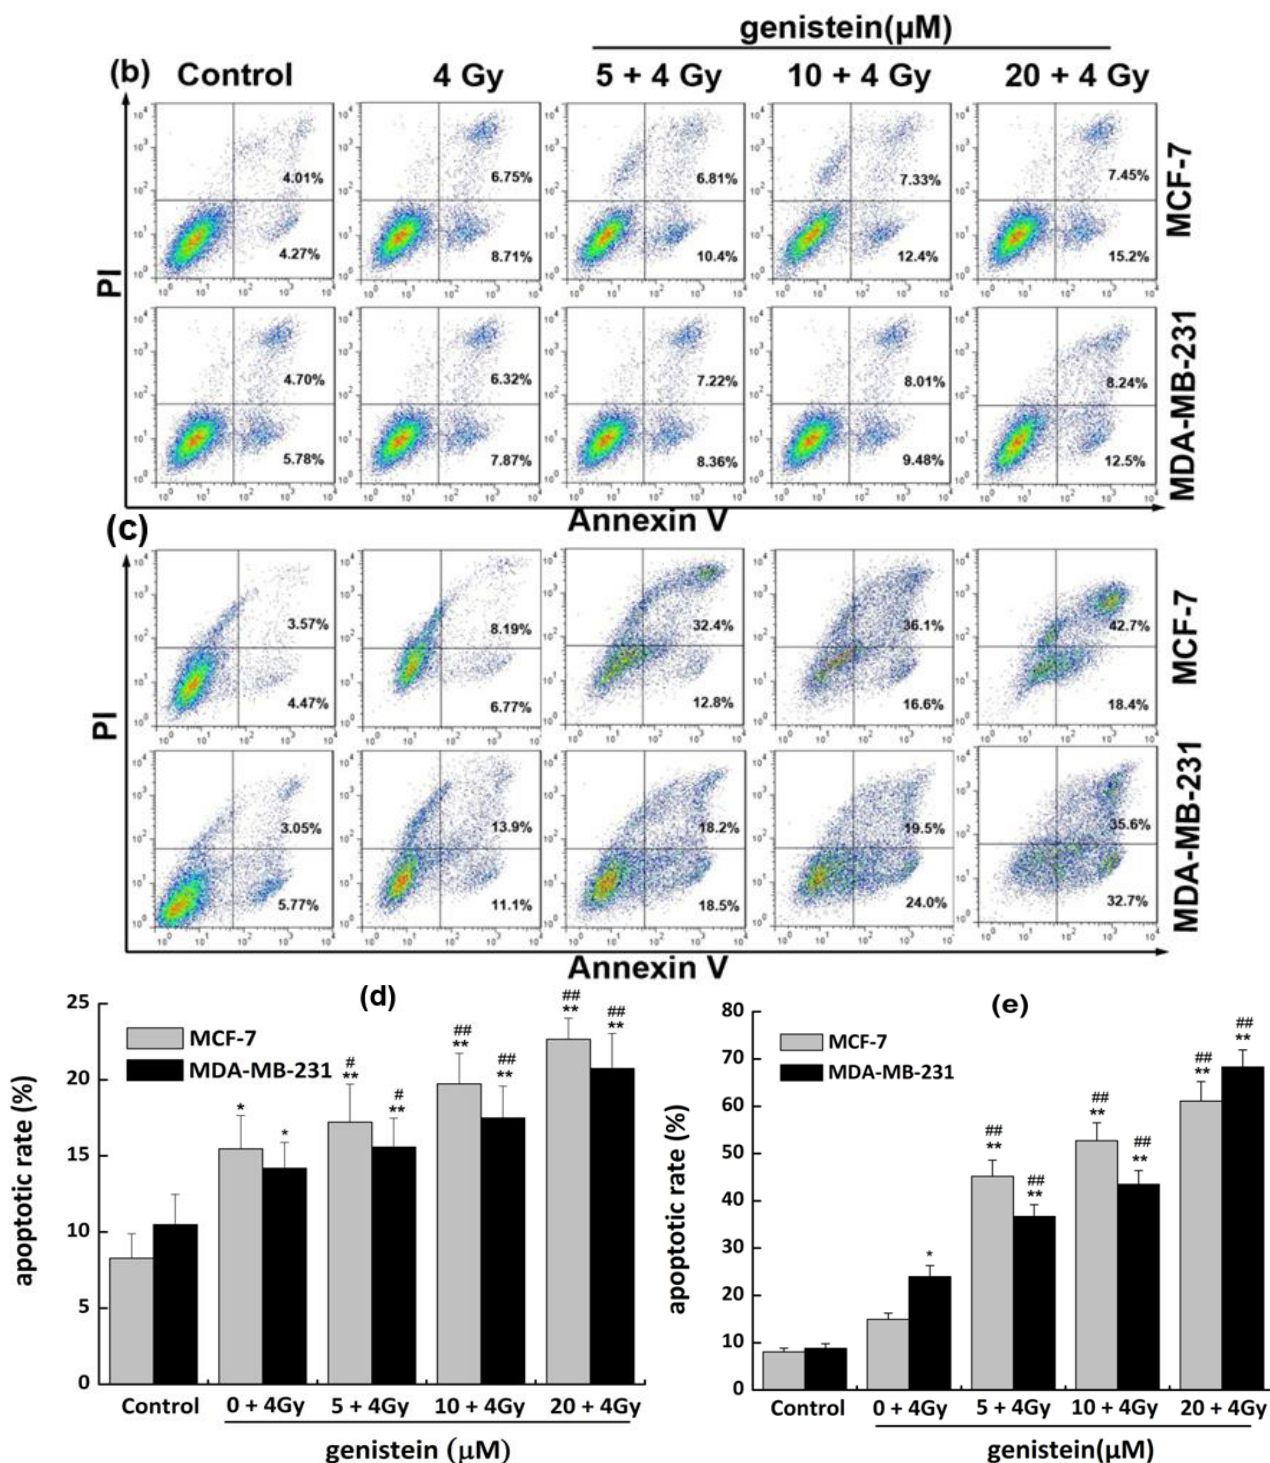 genistein(µM)
(b) Control 4 Gy 5 + 4 Gy 10 + 4 Gy 20 + 4 Gy
4.01% 6.75% 6.81% 7.33% 7.45%
4.27% 8.71% 10.4% 12.4% 15.2%
MCF-7
PI
4.70% 6.32% 7.22% 8.01% 8.24%
5.78% 7.87% 8.36% 9.48% 12.5%
MDA-MB-231
Annexin V
(c)
3.57% 8.19% 32.4% 36.1% 42.7%
4.47% 6.77% 12.8% 16.6% 18.4%
MCF-7
PI
3.05% 13.9% 18.2% 19.5% 35.6%
5.77% 11.1% 18.5% 24.0% 32.7%
MDA-MB-231
Annexin V
(d)
MCF-7
MDA-MB-231
apoptotic rate (%)
25
20
15
10
5
0
* * # ** # ** ## ** ## ** ## ** ## **
Control 0 + 4Gy 5 + 4Gy 10 + 4Gy 20 + 4Gy
genistein (µM)
(e)
MCF-7
MDA-MB-231
apoptotic rate (%)
80
70
60
50
40
30
20
10
0
* ## ** ## ** ## ** ## ** ## ** ## **
Control 0 + 4Gy 5 + 4Gy 10 + 4Gy 20 + 4Gy
genistein(µM)